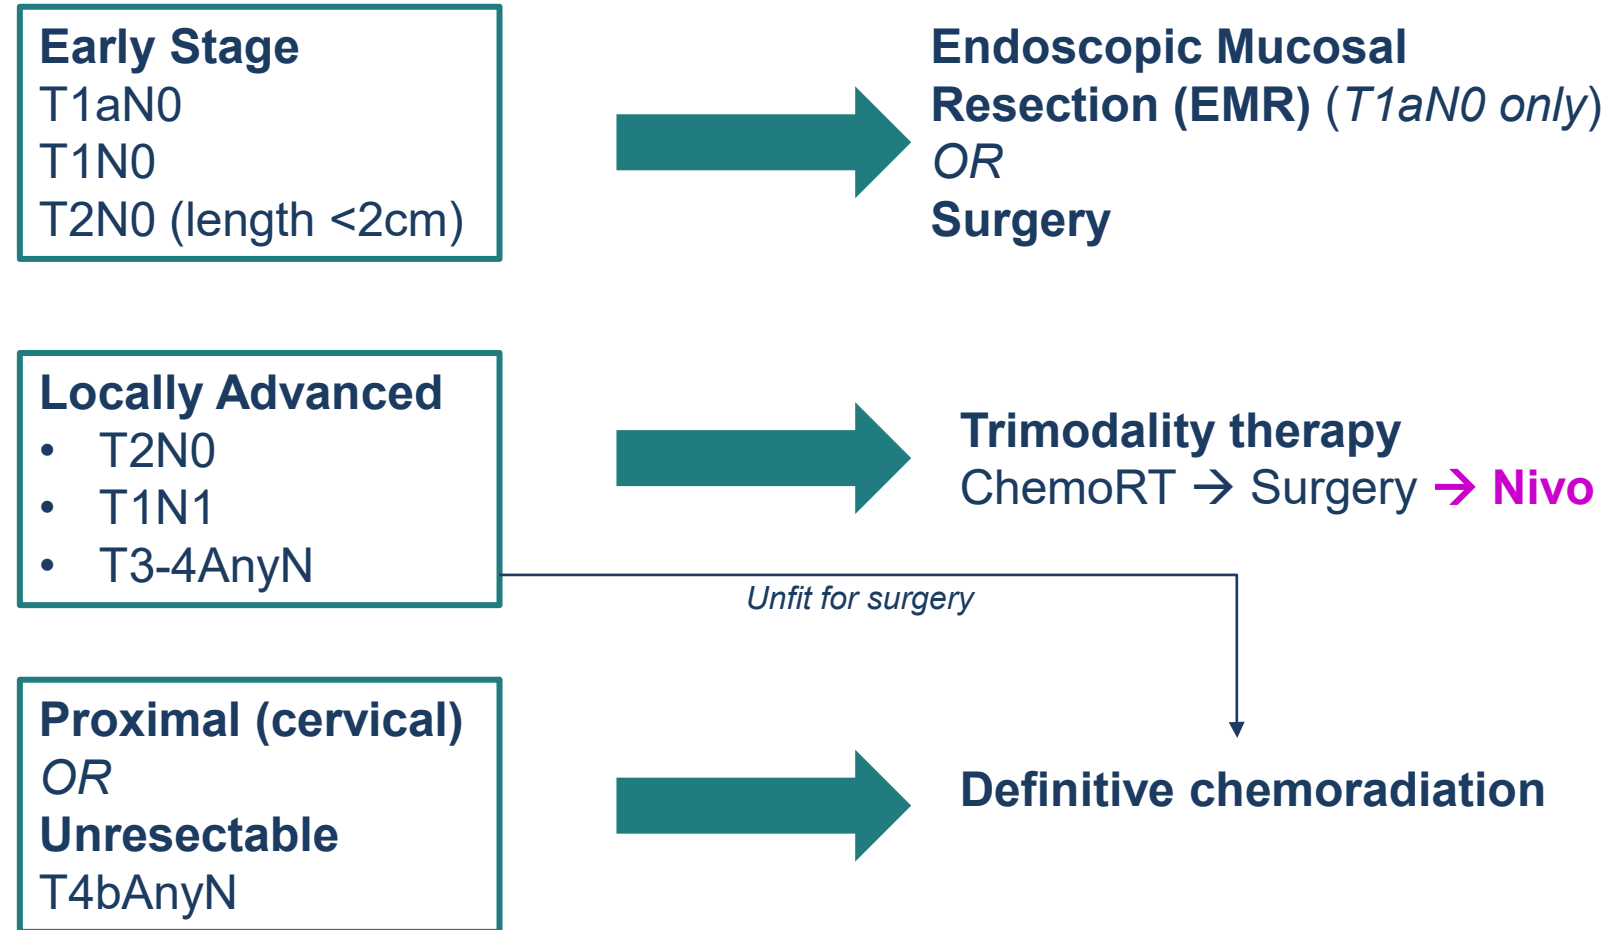 Early Stage
T1aN0
T1N0
T2N0 (length <2cm)
Endoscopic Mucosal
Resection (EMR) (T1aN0 only)
OR
Surgery
Locally Advanced
• T2N0
• T1N1
• T3-4AnyN
Trimodality therapy
ChemoRT → Surgery → Nivo
Unfit for surgery
Proximal (cervical)
OR
Unresectable
T4bAnyN
Definitive chemoradiation